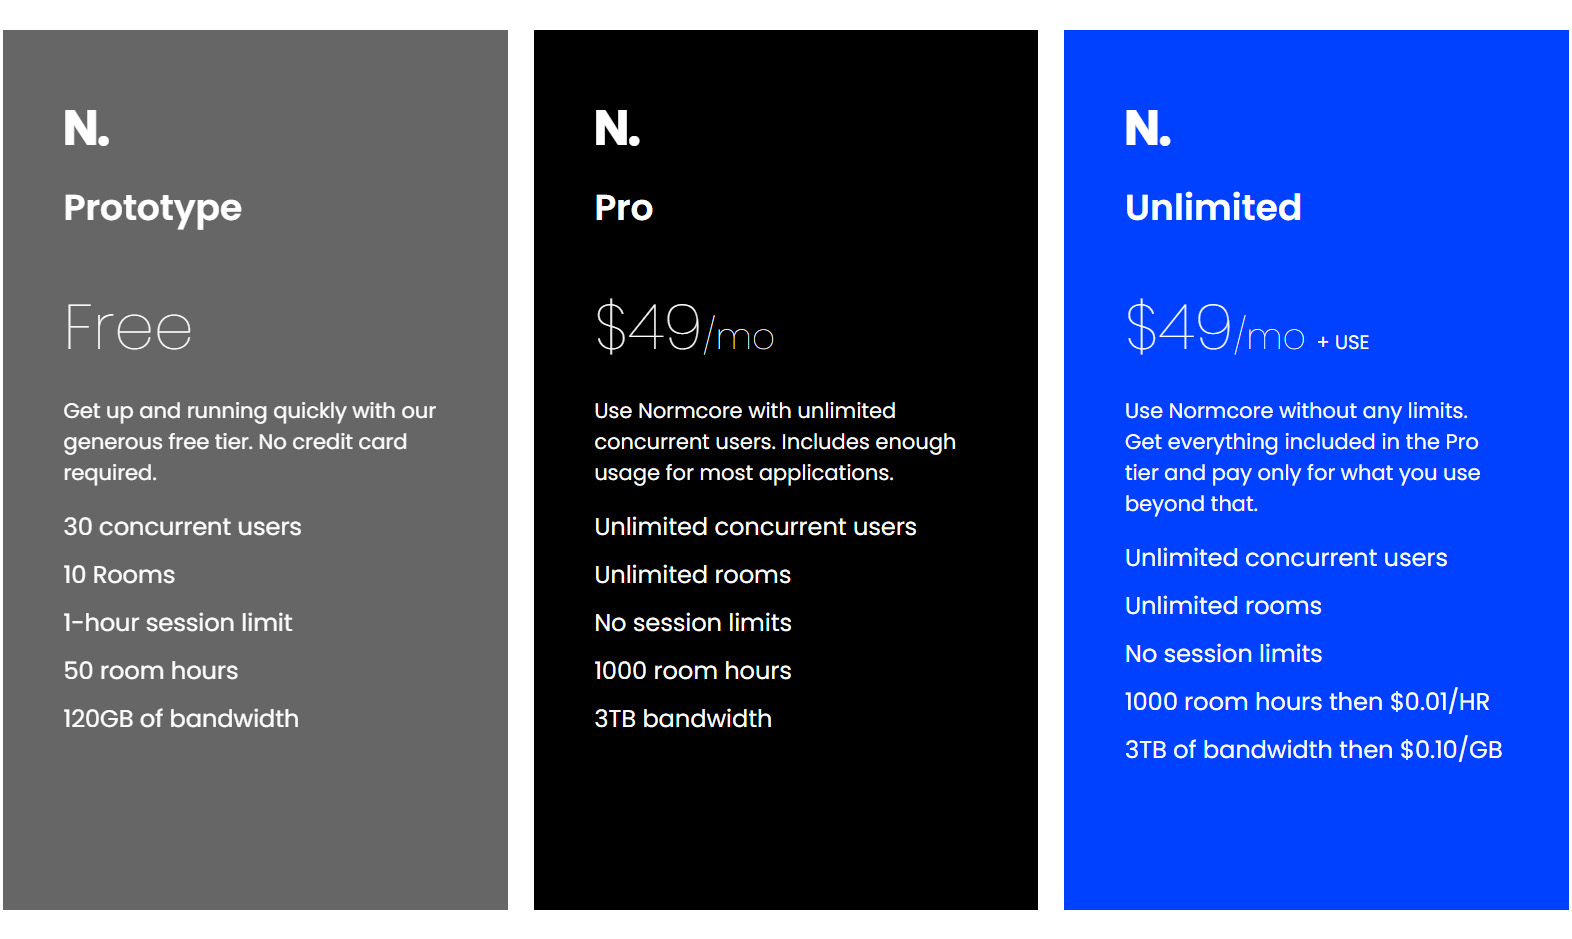 N.
Prototype
Free
Get up and running quickly with our
generous free tier. No credit card
required.
30 concurrent users
10 Rooms
1-hour session limit
50 room hours
120GB of bandwidth
N.
Pro
$49/mo
Use Normcore with unlimited
concurrent users. Includes enough
usage for most applications.
Unlimited concurrent users
Unlimited rooms
No session limits
1000 room hours
3TB bandwidth
N.
Unlimited
$49/mo + USE
Use Normcore without any limits.
Get everything included in the Pro
tier and pay only for what you use
beyond that.
Unlimited concurrent users
Unlimited rooms
No session limits
1000 room hours then $0.01/HR
3TB of bandwidth then $0.10/GB